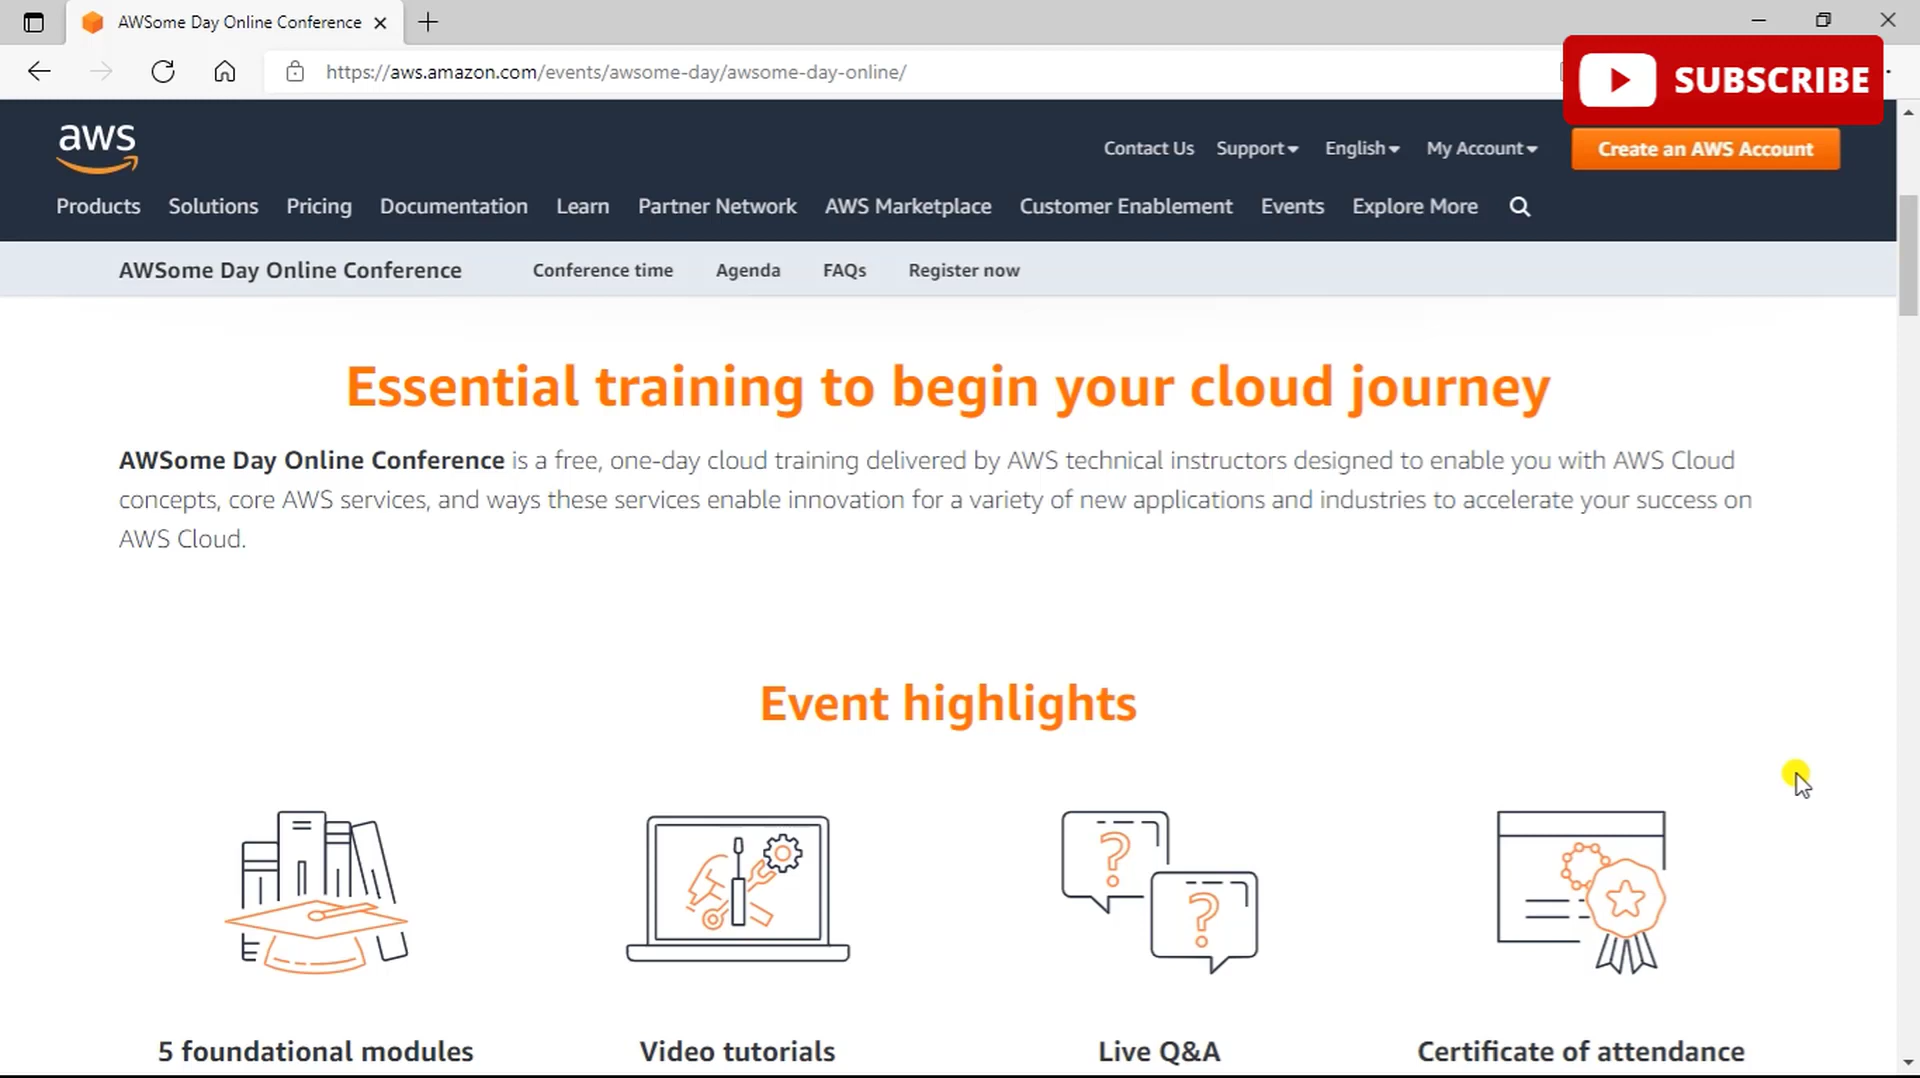 AWSome Day Online Conference
https://aws.amazon.com/events/awsome-day/awsome-day-online/
SUBSCRIBE
aws
Contact Us Support English My Account Create an AWS Account
Products Solutions Pricing Documentation Learn Partner Network AWS Marketplace Customer Enablement Events Explore More
AWSome Day Online Conference Conference time Agenda FAQs Register now
Essential training to begin your cloud journey
AWSome Day Online Conference is a free, one-day cloud training delivered by AWS technical instructors designed to enable you with AWS Cloud
concepts, core AWS services, and ways these services enable innovation for a variety of new applications and industries to accelerate your success on
AWS Cloud.
Event highlights
? ?
5 foundational modules Video tutorials Live Q&A Certificate of attendance